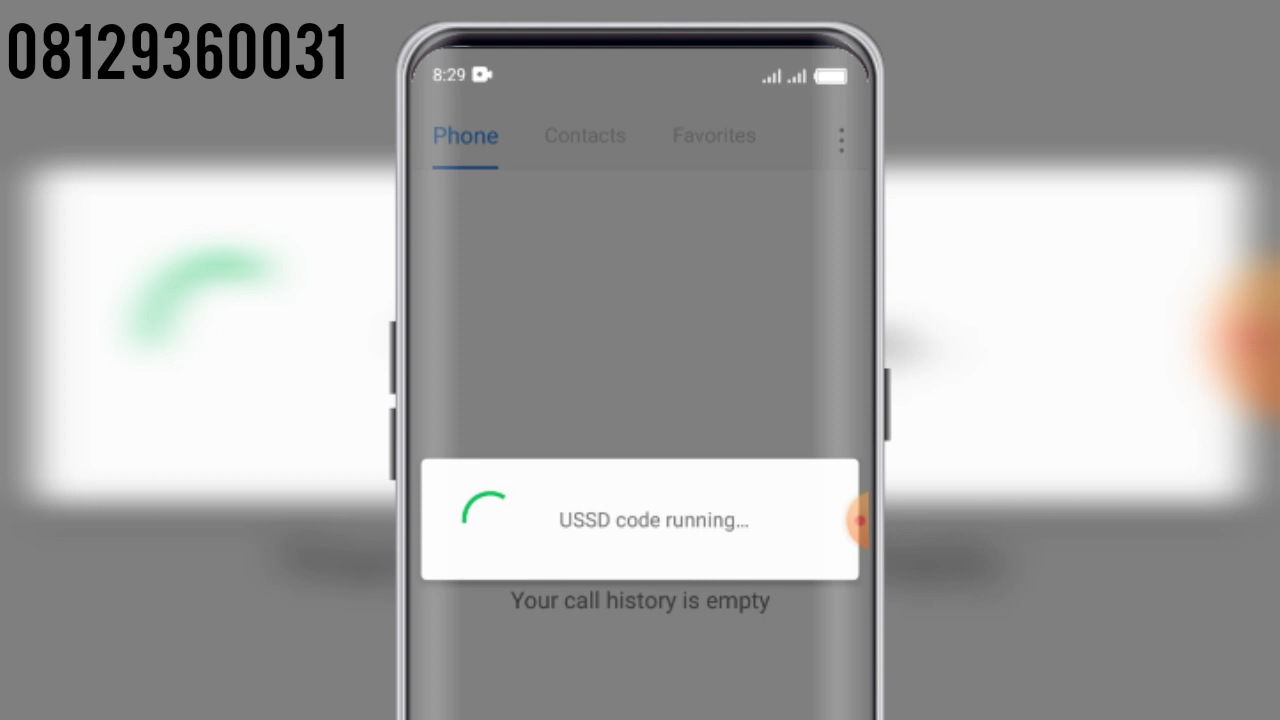 08129360031
8:29
Phone Contacts Favorites
USSD code running...
Your call history is empty